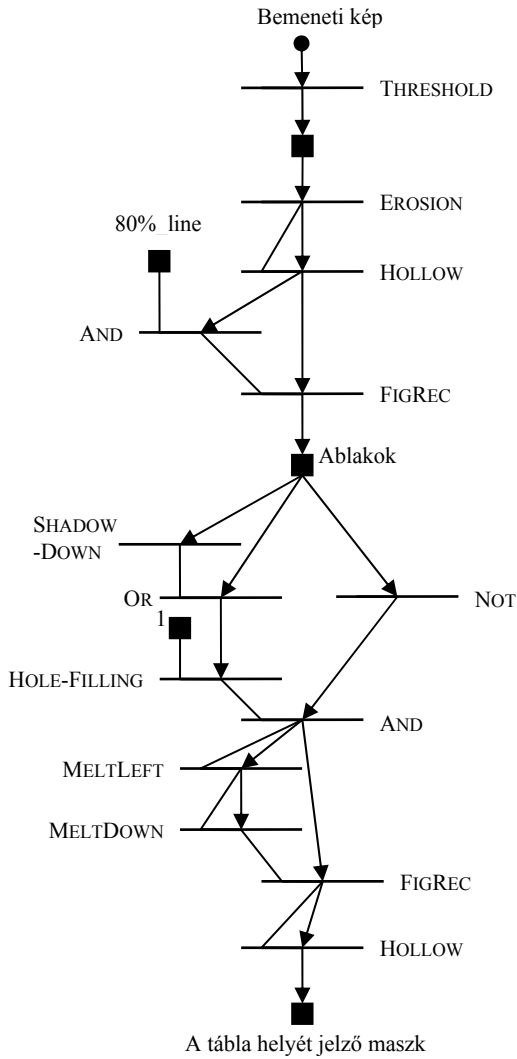 Bemeneti kép
THRESHOLD
EROSION
80%_line
HOLLOW
AND
FIGREC
Ablakok
SHADOW
-DOWN
OR
NOT
1
HOLE-FILLING
AND
MELTLEFT
MELTDOWN
FIGREC
HOLLOW
A tábla helyét jelző maszk